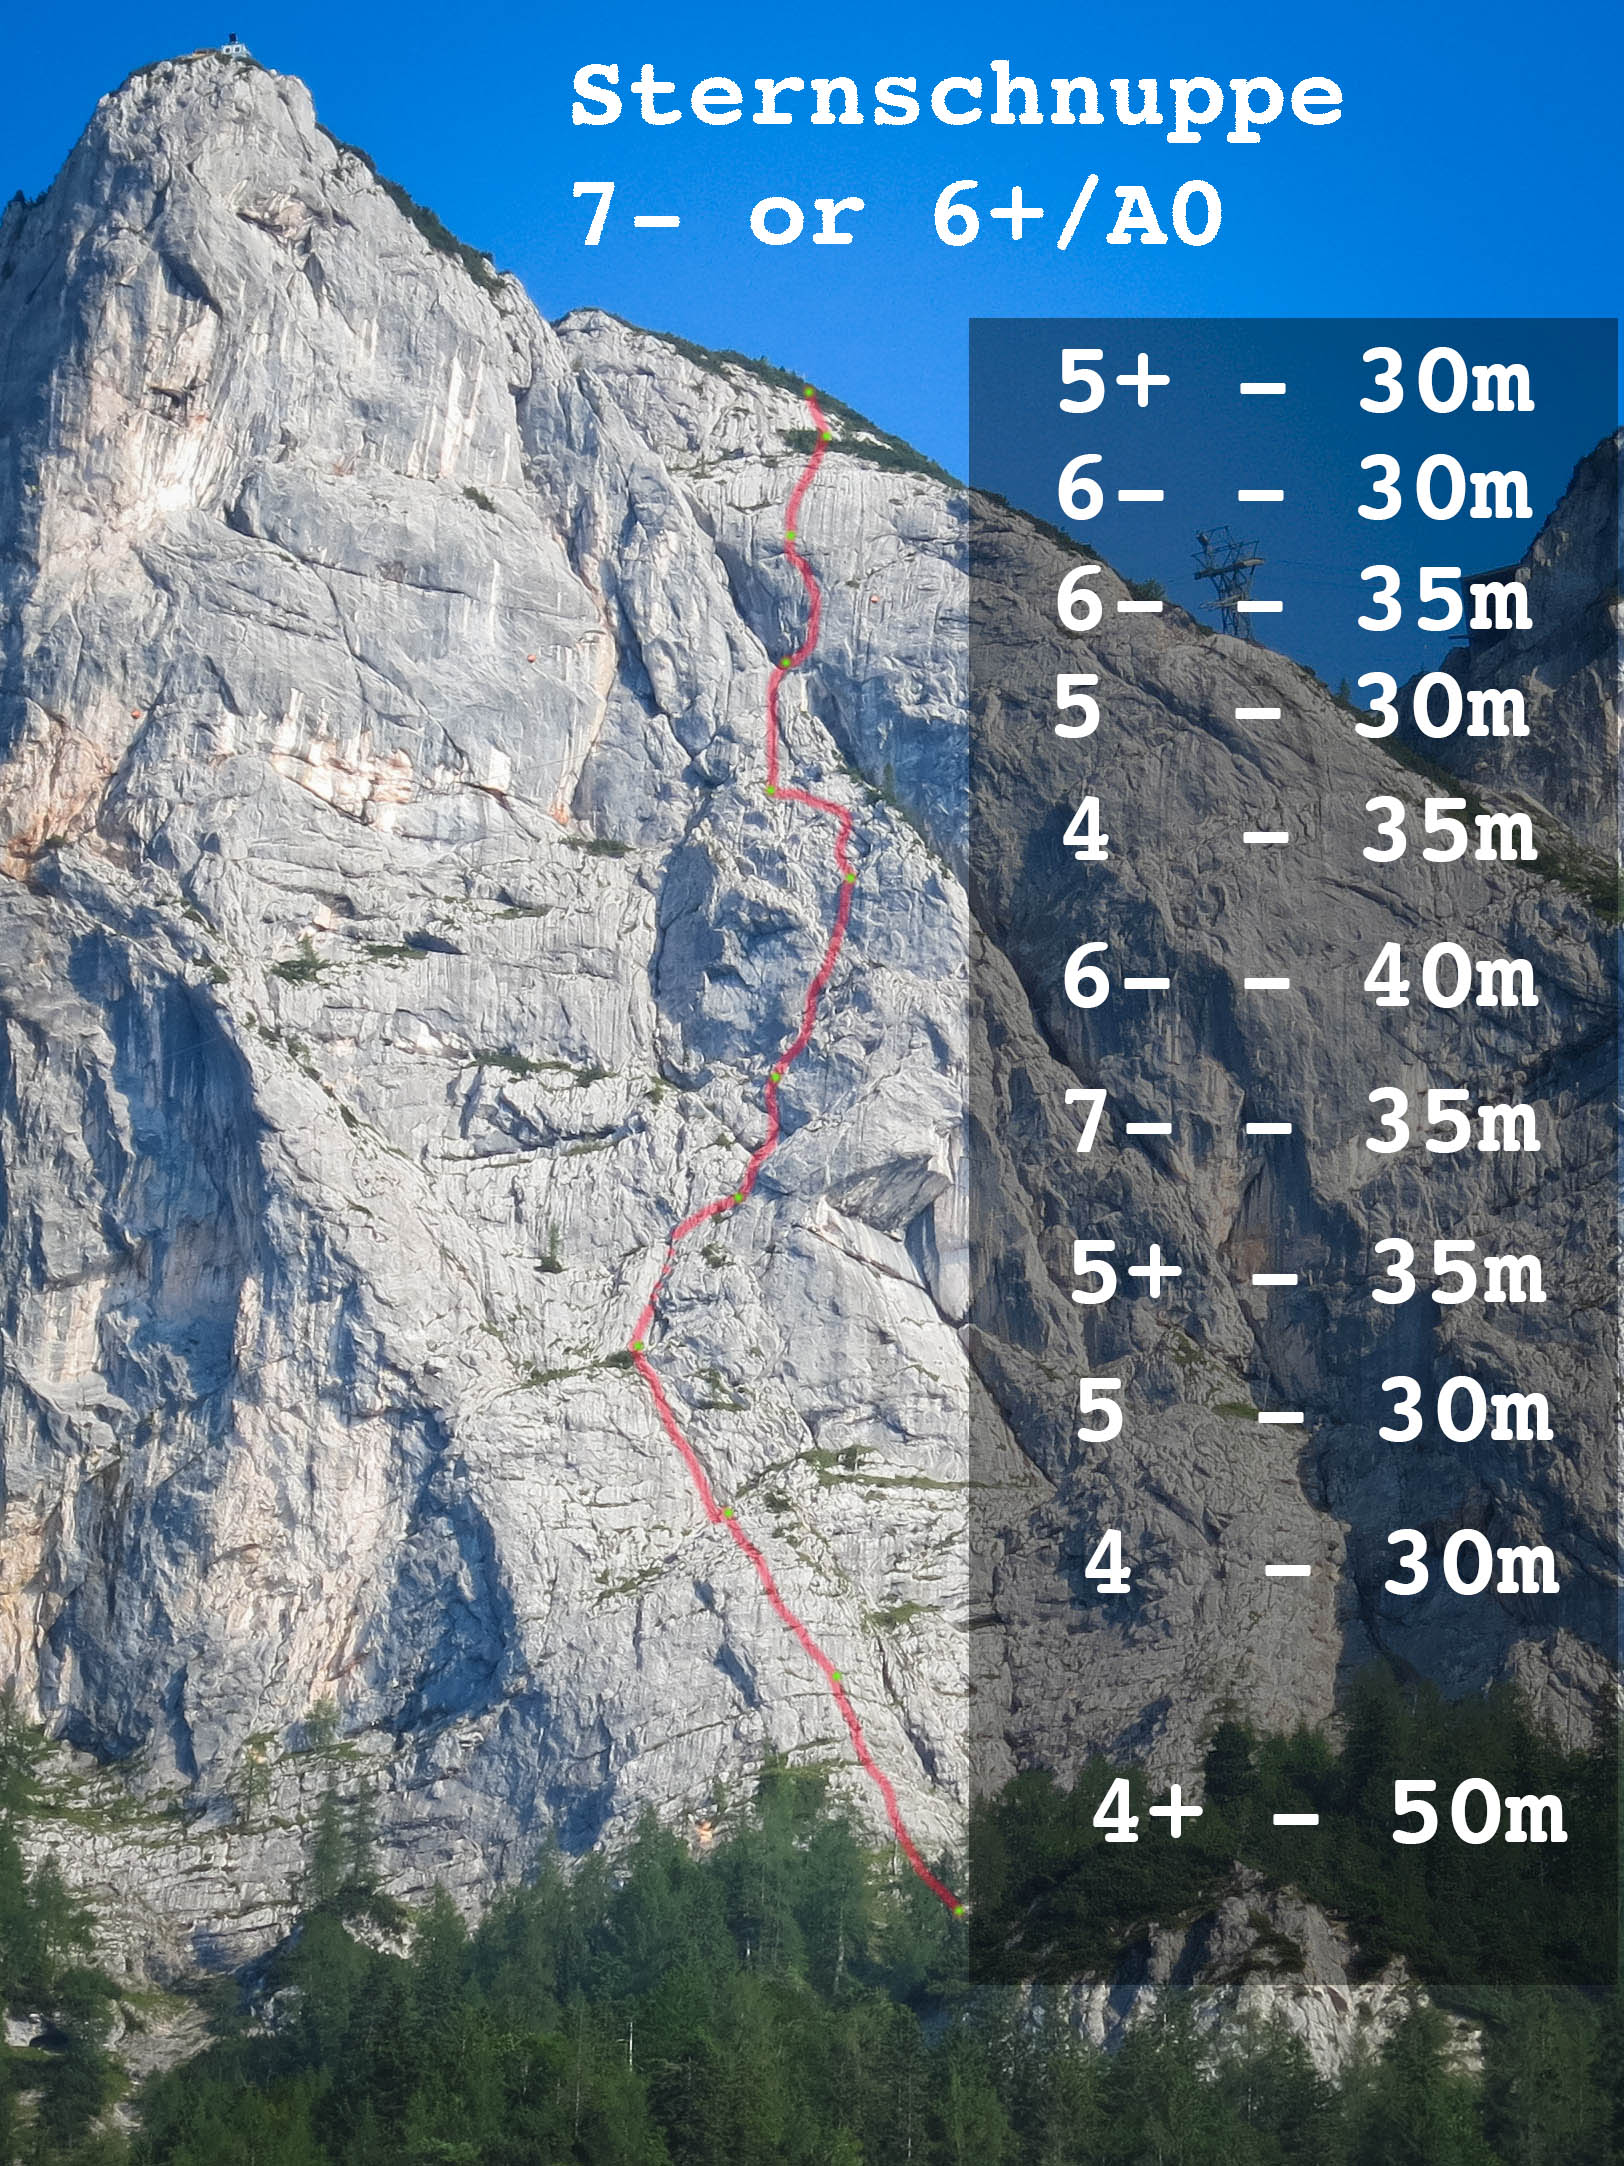 Sternschnuppe
7- or 6+/A0
5+ - 30m
6- - 30m
6- - 35m
5 - 30m
4 - 35m
6- - 40m
7- - 35m
5+ - 35m
5 - 30m
4 - 30m
4+ - 50m